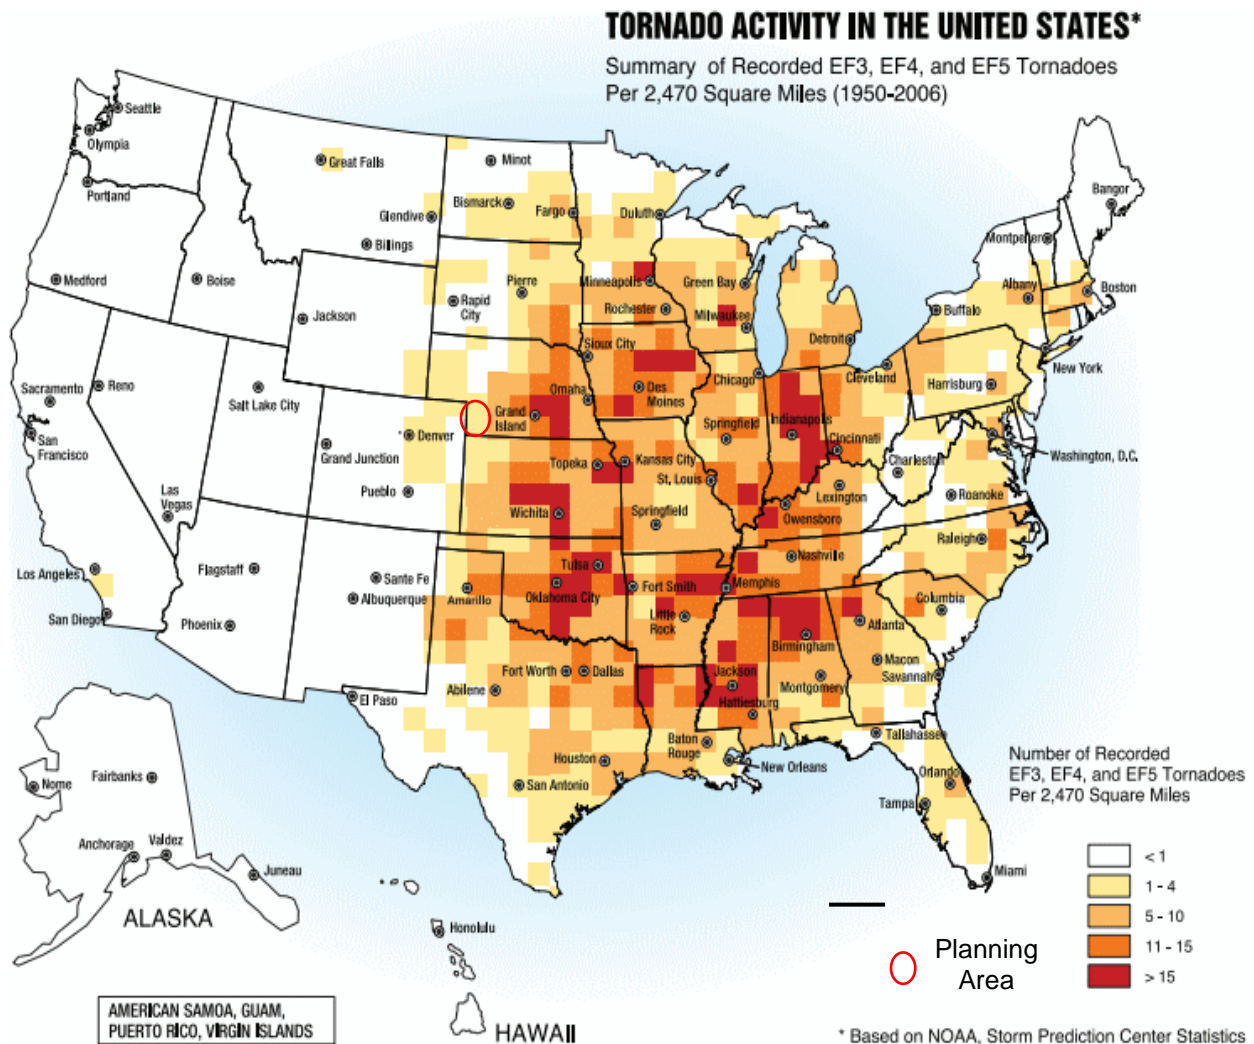 TORNADO ACTIVITY IN THE UNITED STATES*
Summary of Recorded EF3, EF4, and EF5 Tornadoes
Per 2,470 Square Miles (1950-2006)
Seattle
Olympia
Portland
Great Falls
Minot
Glendive
Bismarck
Fargo
Duluth
Billings
Bangor
Montpelier
Medford
Boise
Jackson
Pierre
Rapid
City
Minneapolis
Rochester
Green Bay
Milwaukee
Albany
Boston
Buffalo
Detroit
Sioux City
New York
Sacramento
Reno
Salt Lake City
Omaha
Des
Moines
Chicago
Cleveland
Harrisburg
San
Francisco
Grand Junction
Denver
Grand
Island
Springfield
Indianapolis
Cincinnati
Washington, D.C.
Charleston
Topeka
Kansas City
St. Louis
Lexington
Roanoke
Las
Vegas
Pueblo
Wichita
Springfield
Owensboro
Raleigh
Nashville
Los Angeles
Flagstaff
Sante Fe
Albuquerque
Amarillo
Tulsa
Oklahoma City
Fort Smith
Memphis
Columbia
San Diego
Phoenix
Little
Rock
Atlanta
Birmingham
Macon
Savannah
El Paso
Abilene
Fort Worth
Dallas
Jackson
Hattiesburg
Montgomery
Tallahassee
Houston
Baton
Rouge
New Orleans
San Antonio
Orlando
Tampa
Miami
Nome
Fairbanks
Anchorage
Valdez
Juneau
ALASKA
Honolulu
HAWAII
AMERICAN SAMOA, GUAM,
PUERTO RICO, VIRGIN ISLANDS
Number of Recorded
EF3, EF4, and EF5 Tornadoes
Per 2,470 Square Miles
< 1
1 - 4
5 - 10
11 - 15
> 15
Planning
Area
* Based on NOAA, Storm Prediction Center Statistics